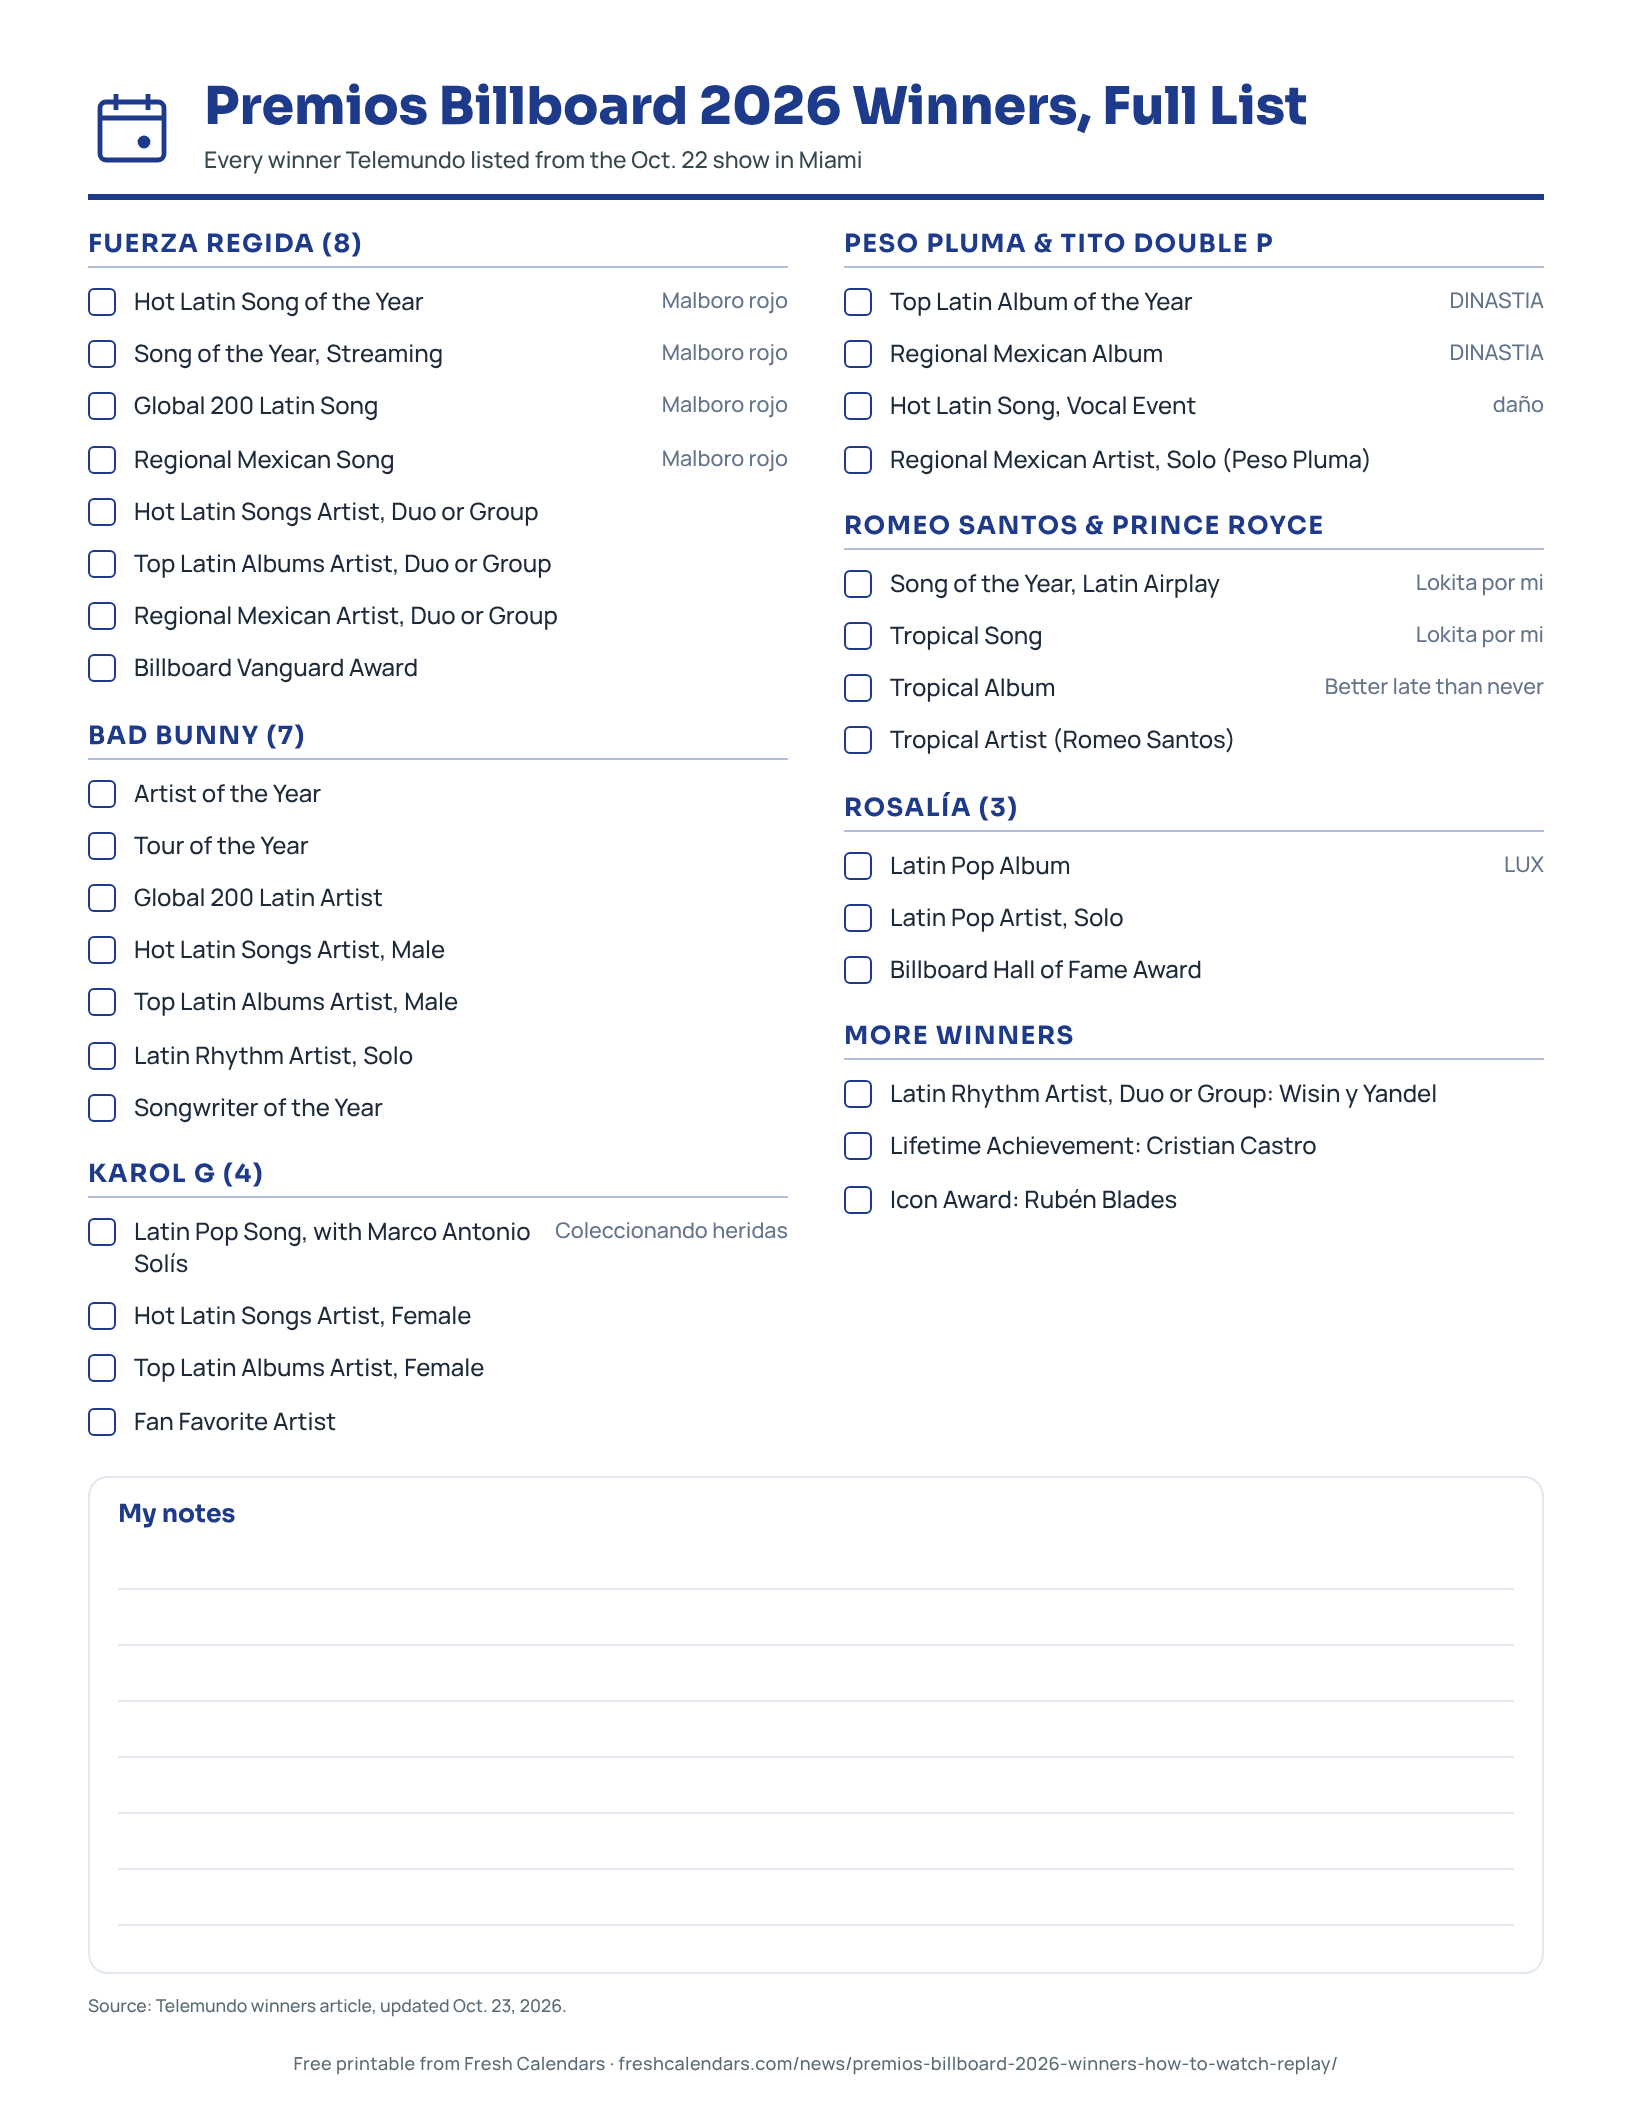 Premios Billboard 2026 Winners, Full List
Every winner Telemundo listed from the Oct. 22 show in Miami
FUERZA REGIDA (8)
Hot Latin Song of the Year Malboro rojo
Song of the Year, Streaming Malboro rojo
Global 200 Latin Song Malboro rojo
Regional Mexican Song Malboro rojo
Hot Latin Songs Artist, Duo or Group
Top Latin Albums Artist, Duo or Group
Regional Mexican Artist, Duo or Group
Billboard Vanguard Award
BAD BUNNY (7)
Artist of the Year
Tour of the Year
Global 200 Latin Artist
Hot Latin Songs Artist, Male
Top Latin Albums Artist, Male
Latin Rhythm Artist, Solo
Songwriter of the Year
KAROL G (4)
Latin Pop Song, with Marco Antonio Coleccionando heridas
Solís
Hot Latin Songs Artist, Female
Top Latin Albums Artist, Female
Fan Favorite Artist
PESO PLUMA & TITO DOUBLE P
Top Latin Album of the Year DINASTIA
Regional Mexican Album DINASTIA
Hot Latin Song, Vocal Event daño
Regional Mexican Artist, Solo (Peso Pluma)
ROMEO SANTOS & PRINCE ROYCE
Song of the Year, Latin Airplay Lokita por mi
Tropical Song Lokita por mi
Tropical Album Better late than never
Tropical Artist (Romeo Santos)
ROSALÍA (3)
Latin Pop Album LUX
Latin Pop Artist, Solo
Billboard Hall of Fame Award
MORE WINNERS
Latin Rhythm Artist, Duo or Group: Wisin y Yandel
Lifetime Achievement: Cristian Castro
Icon Award: Rubén Blades
My notes
Source: Telemundo winners article, updated Oct. 23, 2026.
Free printable from Fresh Calendars · freshcalendars.com/news/premios-billboard-2026-winners-how-to-watch-replay/